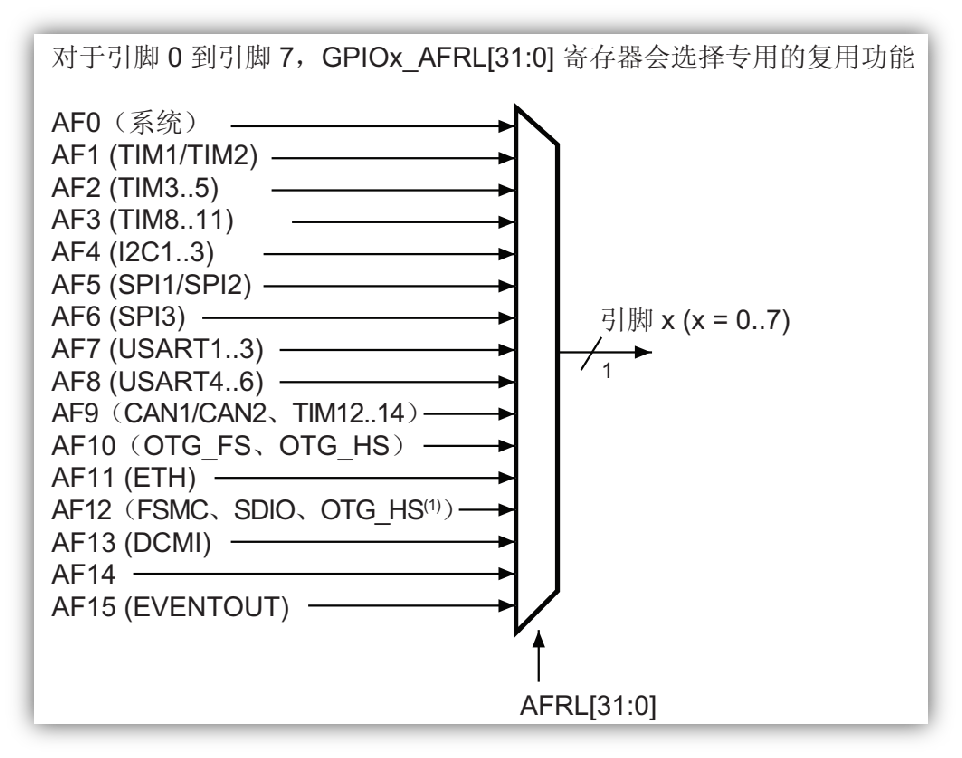 对于引脚 0 到引脚 7，GPIOx_AFRL[31:0] 寄存器会选择专用的复用功能
AF0（系统）
AF1 (TIM1/TIM2)
AF2 (TIM3..5)
AF3 (TIM8..11)
AF4 (I2C1..3)
AF5 (SPI1/SPI2)
AF6 (SPI3)
AF7 (USART1..3)
AF8 (USART4..6)
AF9（CAN1/CAN2、TIM12..14）
AF10（OTG_FS、OTG_HS）
AF11 (ETH)
AF12（FSMC、SDIO、OTG_HS(1)）
AF13 (DCMI)
AF14
AF15 (EVENTOUT)
引脚 x (x = 0..7)
1
AFRL[31:0]